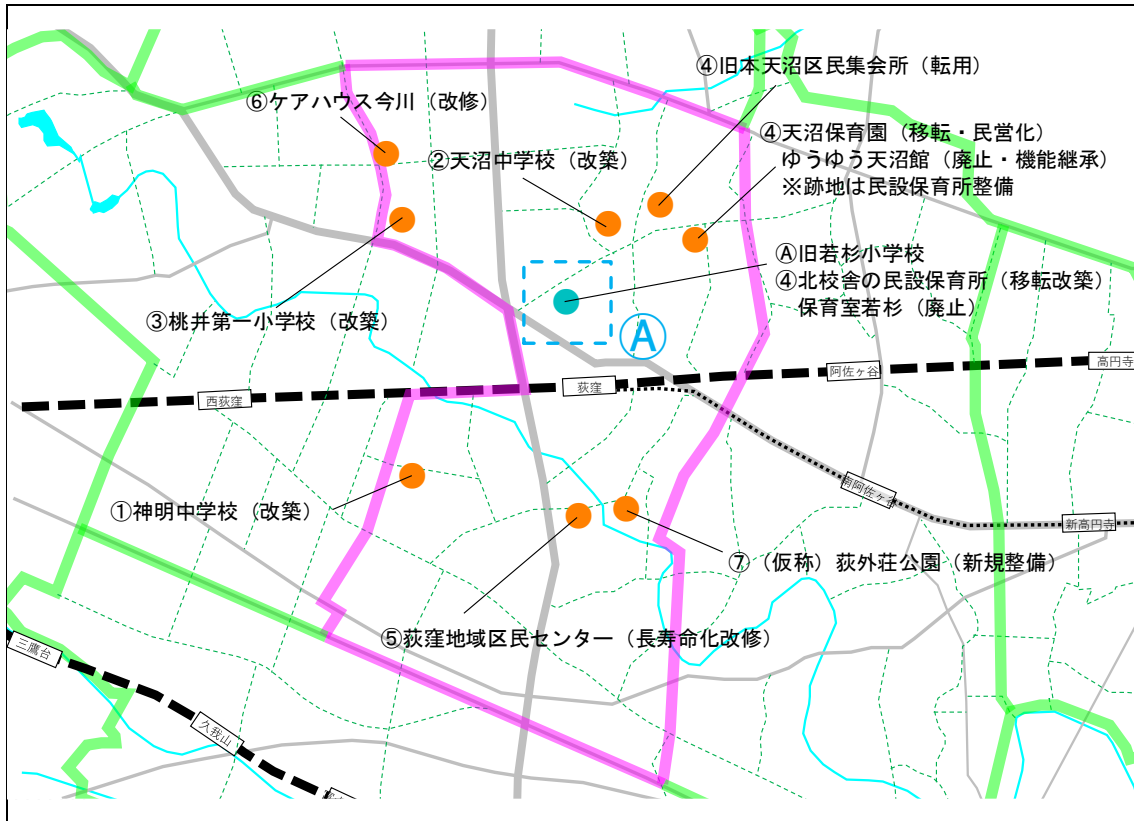 ④旧本天沼区民集会所（転用）
⑥ケアハウス今川（改修）
④天沼保育園（移転・民営化）
ゆうゆう天沼館（廃止・機能継承）
※跡地は民設保育所整備
②天沼中学校（改築）
Ⓐ旧若杉小学校
④北校舎の民設保育所（移転改築）
保育室若杉（廃止）
③桃井第一小学校（改築）
Ⓐ
高円寺
阿佐ヶ谷
荻窪
西荻窪
南阿佐ヶ谷
①神明中学校（改築）
新高円寺
⑦（仮称）荻外荘公園（新規整備）
⑤荻窪地域区民センター（長寿命化改修）
三鷹台
久我山